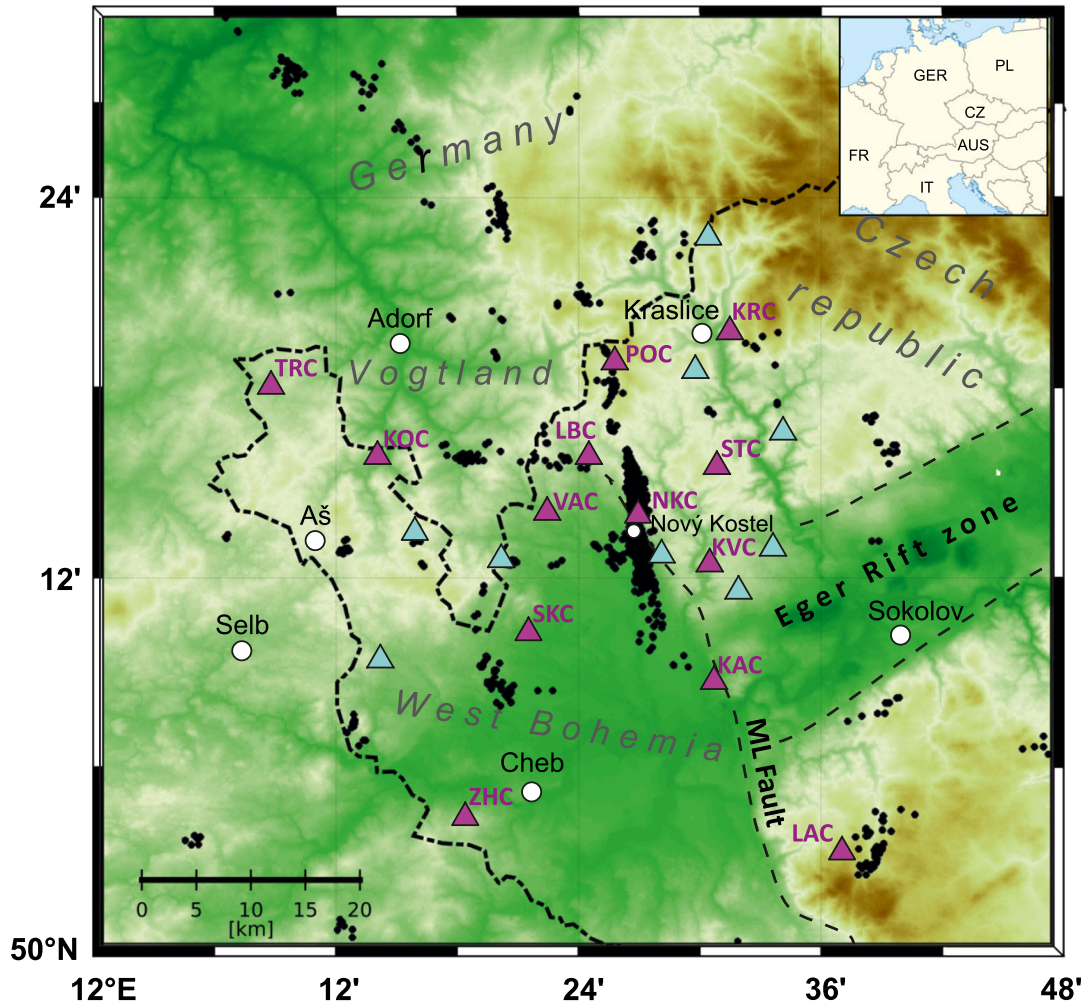 GER
PL
CZ
FR
AUS
IT
Germany
24'
Czech
republic
Kraslice
KRC
Adorf
POC
TRC
Vogtland
KOC
LBC
STC
VAC
NKC
Aš
Nový Kostel
KVC
12'
Eger Rift zone
SKC
Sokolov
Selb
KAC
West Bohemia
ML Fault
Cheb
ZHC
LAC
0 5 10 15 20
[km]
50°N
12°E 12' 24' 36' 48'